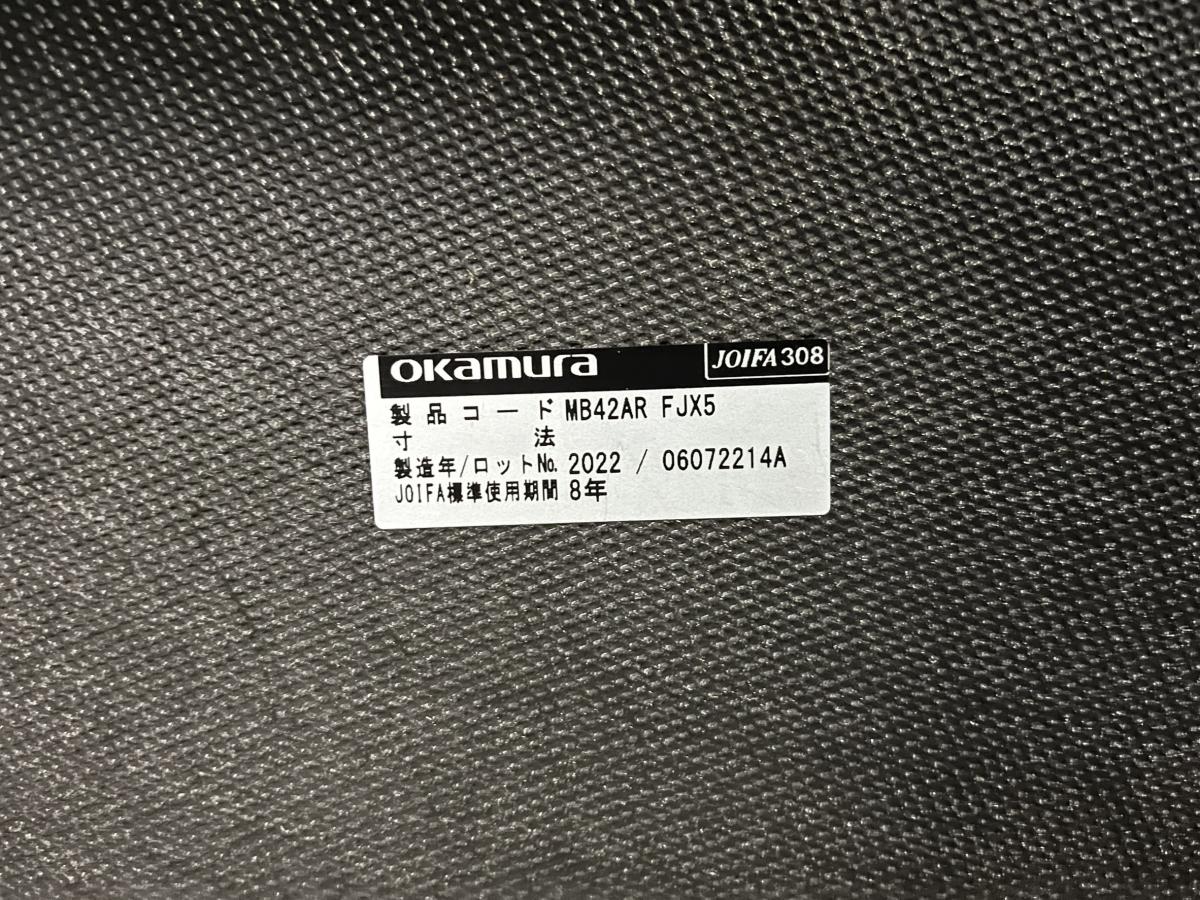 okamura JOIFA308
製品コード MB42AR FJX5
寸法
製造年/ロットNo. 2022 / 06072214A
JOIFA標準使用期間 8年